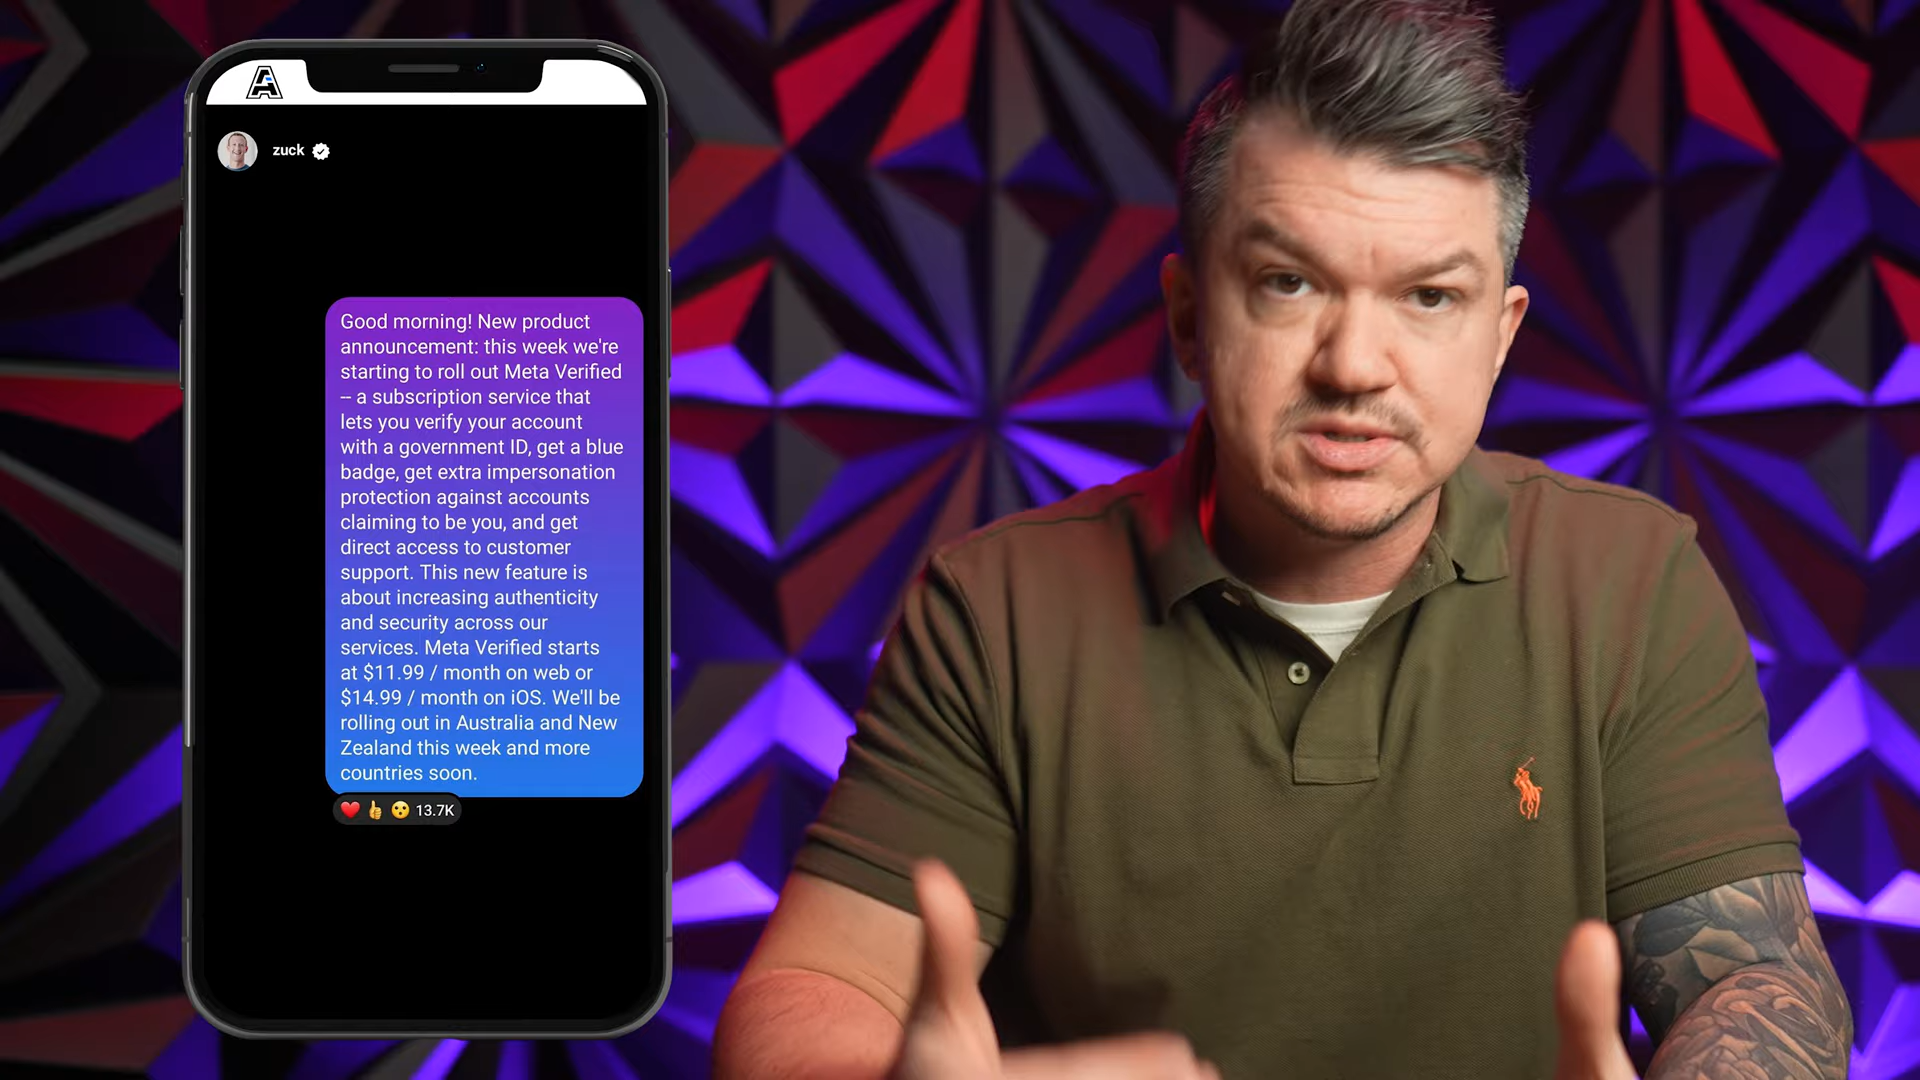 A
zuck
Good morning! New product
announcement: this week we're
starting to roll out Meta Verified
-- a subscription service that
lets you verify your account
with a government ID, get a blue
badge, get extra impersonation
protection against accounts
claiming to be you, and get
direct access to customer
support. This new feature is
about increasing authenticity
and security across our
services. Meta Verified starts
at $11.99 / month on web or
$14.99 / month on iOS. We'll be
rolling out in Australia and New
Zealand this week and more
countries soon.
❤️👍😮 13.7K